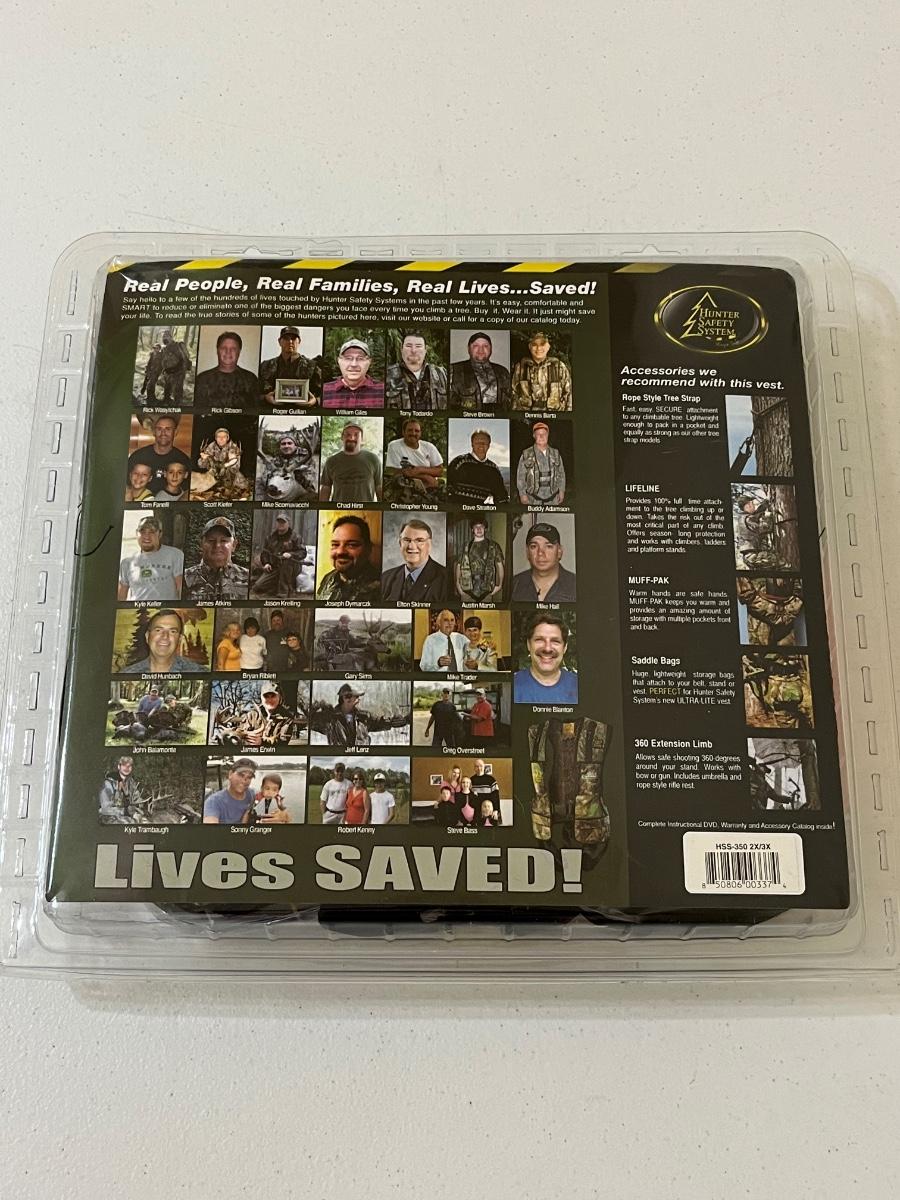 Real People, Real Families, Real Lives...Saved!
Say hello to a few of the hundreds of lives touched by Hunter Safety Systems in the past few years. It's easy, comfortable and
SMART to reduce or eliminate one of the biggest dangers you face every time you climb a tree. Buy it. Wear it. It just might save
your life. To read the true stories of some of the hunters pictured here, visit our website or call for a copy of our catalog today.
Rick Wasylchak Rick Gibson Roger Guillian William Giles Tony Todardo Steve Brown Dennis Barta
Tom Fanelli Scott Kiefer Mike Scornavacchi Chad Hirst Christopher Young Dave Stratton Buddy Adamson
Kyle Keller James Atkins Jason Kreiling Joseph Dymarczk Elton Skinner Austin Marsh Mike Hall
David Hunbach Bryan Riblett Gary Sims Mike Trader
Donnie Blanton
John Balamonte James Erwin Jeff Lenz Greg Overstreet
Kyle Trambaugh Sonny Granger Robert Kenny Steve Bass
Lives SAVED!
HUNTER
SAFETY
SYSTEM
Accessories we
recommend with this vest.
Rope Style Tree Strap
Fast, easy, SECURE attachment
to any climbable tree. Lightweight
enough to pack in a pocket and
equally as strong as our other tree
strap models
LIFELINE
Provides 100% full time attach-
ment to the tree climbing up or
down. Takes the risk out of the
most critical part of any climb.
Offers season long protection
and works with climbers, ladders
and platform stands.
MUFF-PAK
Warm hands are safe hands.
MUFF-PAK keeps you warm and
provides an amazing amount of
storage with multiple pockets front
and back.
Saddle Bags
Huge, lightweight storage bags
that attach to your belt, stand or
vest. PERFECT for Hunter Safety
System's new ULTRA-LITE vest.
360 Extension Limb
Allows safe shooting 360-degrees
around your stand. Works with
bow or gun. Includes umbrella and
rope style rifle rest.
Complete Instructional DVD, Warranty and Accessory Catalog inside!
HSS-350 2X/3X
8 50806 00337 4